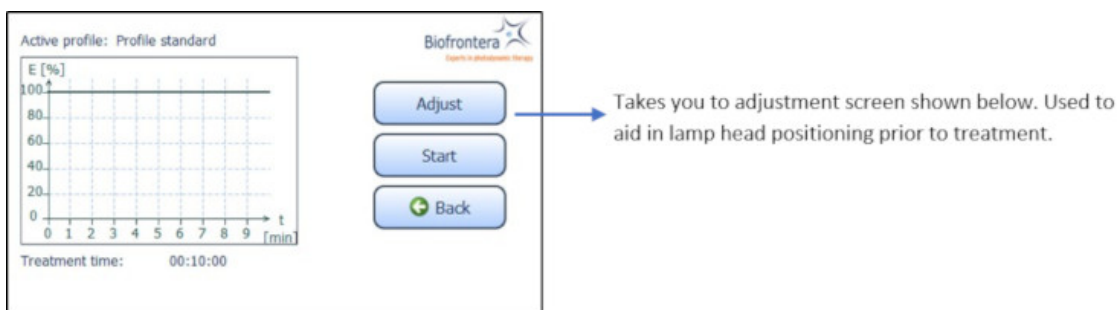 Active profile: Profile standard
Biofrontera
Experts in photodynamic therapy
E [%]
100
80
60
40
20
0
0 1 2 3 4 5 6 7 8 9
t
[min]
Treatment time: 00:10:00
Adjust
Start
Back
Takes you to adjustment screen shown below. Used to
aid in lamp head positioning prior to treatment.